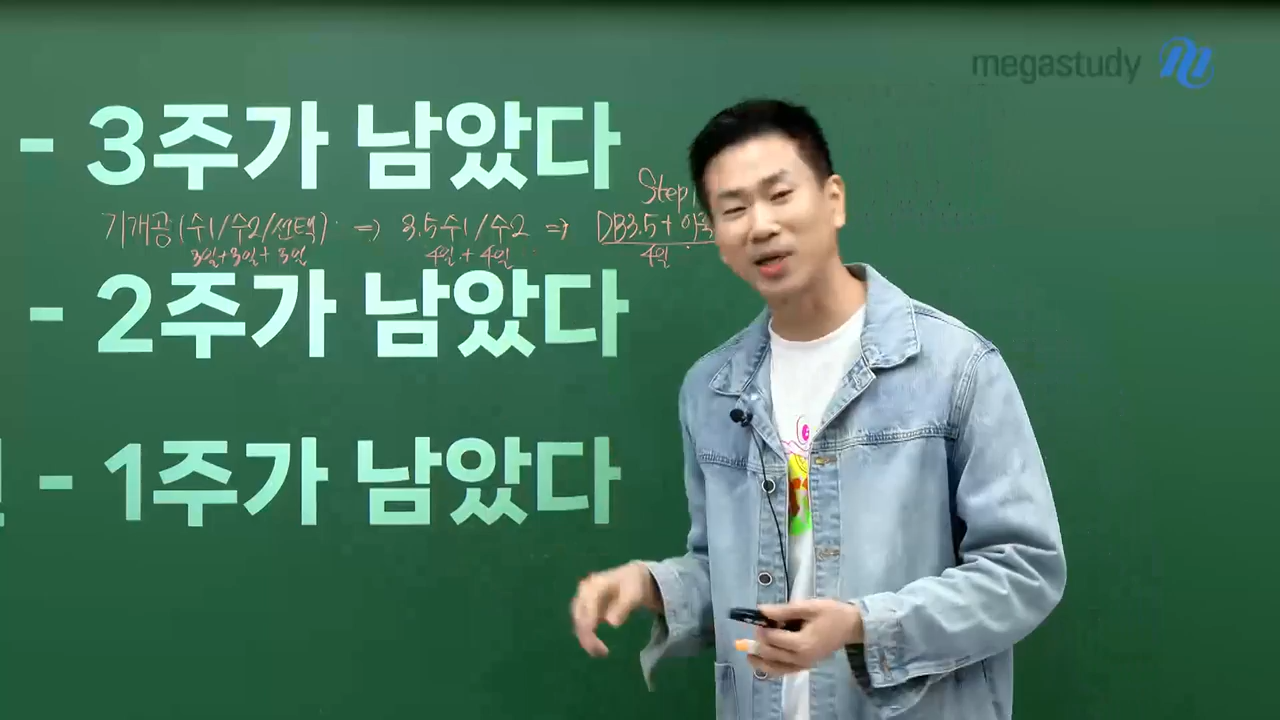 megastudy
- 3주가 남았다
Step 1
기개공(수1/수2/선택) ⇒ 3.5수1/수2 ⇒ DB3.5+
3일+3일+3일 4일+4일 4일
- 2주가 남았다
- 1주가 남았다